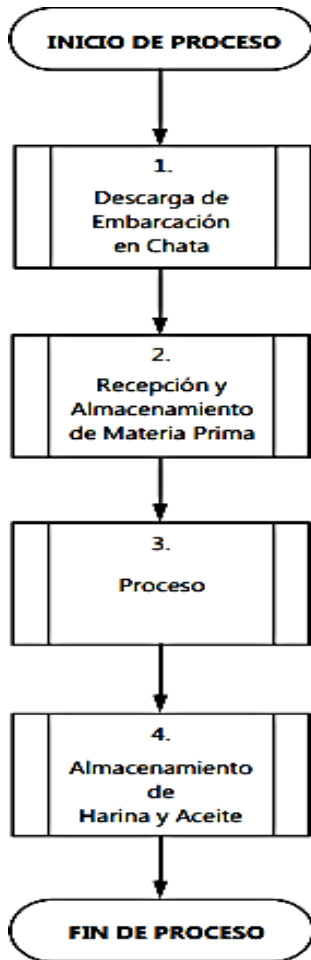 INICIO DE PROCESO
1.
Descarga de
Embarcación
en Chata
2.
Recepción y
Almacenamiento
de Materia Prima
3.
Proceso
4.
Almacenamiento
de
Harina y Aceite
FIN DE PROCESO